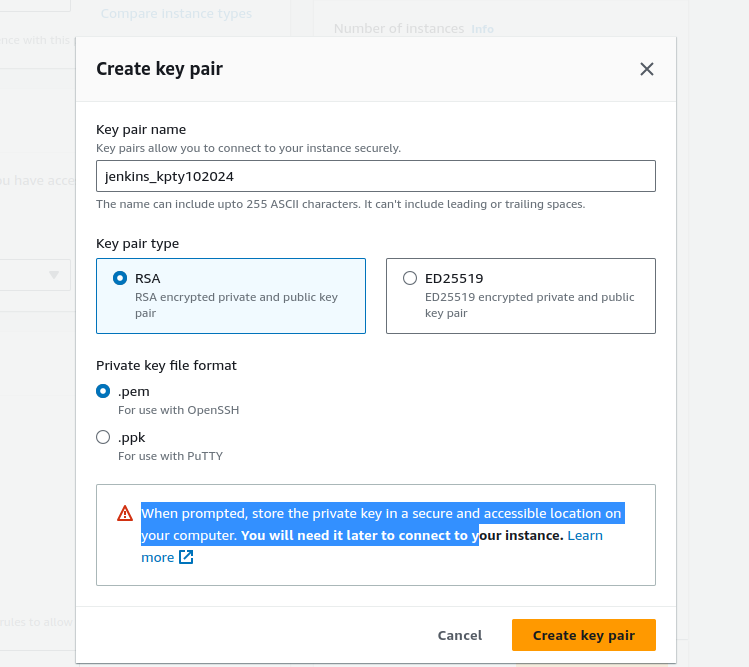 Compare instance types
Number of instances Info
nce with this
Create key pair
Key pair name
Key pairs allow you to connect to your instance securely.
jenkins_kpty102024
The name can include upto 255 ASCII characters. It can't include leading or trailing spaces.
Key pair type
RSA
RSA encrypted private and public key
pair
ED25519
ED25519 encrypted private and public
key pair
ou have acce
Private key file format
.pem
For use with OpenSSH
.ppk
For use with PuTTY
When prompted, store the private key in a secure and accessible location on
your computer. You will need it later to connect to your instance. Learn
more
rules to allow
Cancel
Create key pair